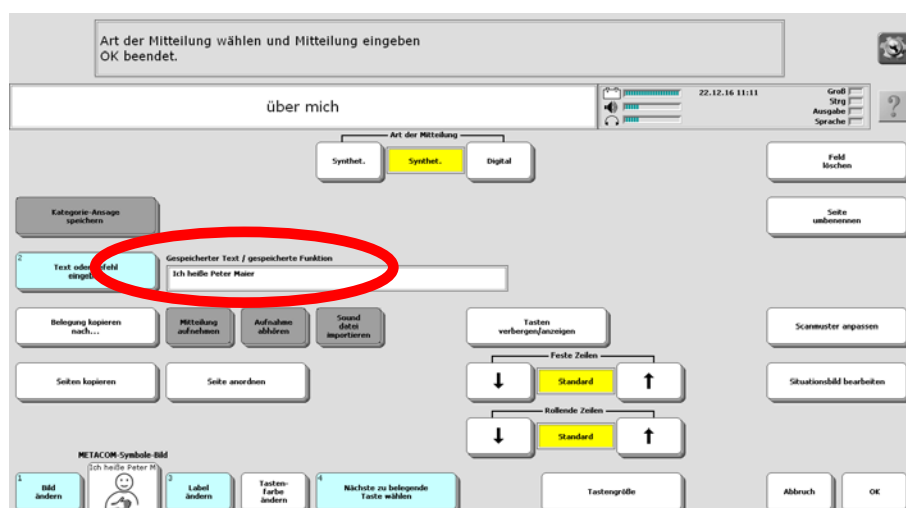 Art der Mitteilung wählen und Mitteilung eingeben
OK beendet.
über mich
22.12.16 11:11
Groß
Strg
Ausgabe
Sprache
?
Art der Mitteilung
Synthet.
Synthet.
Digital
Feld
löschen
Kategorie-Ansage
speichern
Seite
umbenennen
2
Text oder Befehl
Gespeicherter Text / gespeicherte Funktion
Ich heiße Peter Maier
Belegung kopieren
nach...
Mitteilung
aufnehmen
Aufnahme
abhören
Sound
datei
importieren
Tasten
verbergen/anzeigen
Scanmuster anpassen
Feste Zeilen
Seiten kopieren
Seite anordnen
↓
Standard
↑
Situationsbild bearbeiten
Rollende Zeilen
↓
Standard
↑
METACOM-Symbole-Bild
Ich heiße Peter M
1
Bild
ändern
3
Label
ändern
Tasten-
farbe
ändern
4
Nächste zu belegende
Taste wählen
Tastengröße
Abbruch
OK